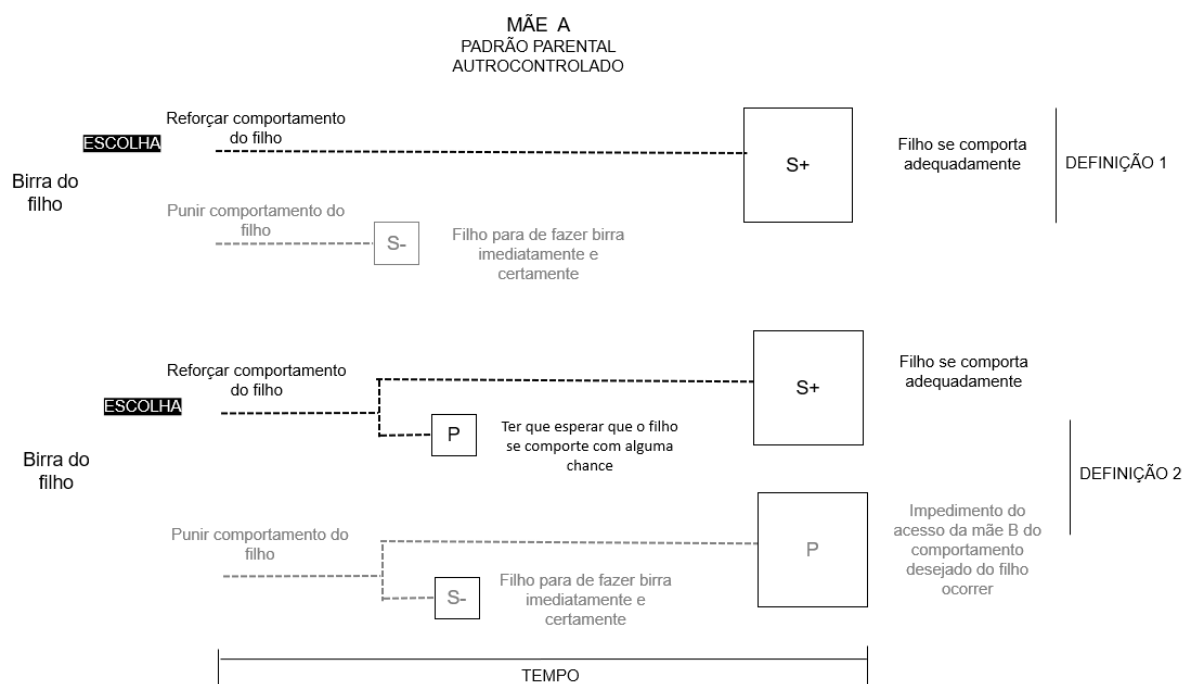 MÃE A
PADRÃO PARENTAL
AUTROCONTROLADO
Reforçar comportamento
do filho
ESCOLHA
Birra do
filho
S+
Filho se comporta
adequadamente
DEFINIÇÃO 1
Punir comportamento do
filho
S-
Filho para de fazer birra
imediatamente e
certamente
Reforçar comportamento
do filho
ESCOLHA
Birra do
filho
S+
Filho se comporta
adequadamente
P
Ter que esperar que o filho
se comporte com alguma
chance
DEFINIÇÃO 2
Punir comportamento do
filho
P
Impedimento do
acesso da mãe B do
comportamento
desejado do filho
ocorrer
S-
Filho para de fazer birra
imediatamente e
certamente
TEMPO